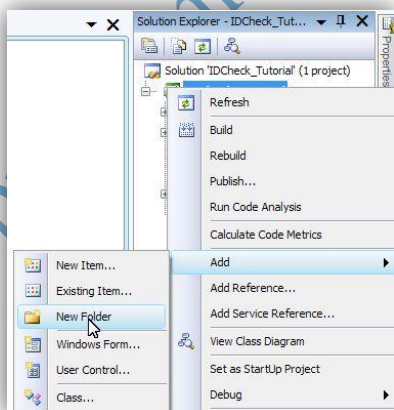 Solution Explorer - IDCheck_Tut...
Properties
Solution 'IDCheck_Tutorial' (1 project)
Refresh
Build
Rebuild
Publish...
Run Code Analysis
Calculate Code Metrics
Add
Add Reference...
Add Service Reference...
View Class Diagram
Set as StartUp Project
Debug
New Item...
Existing Item...
New Folder
Windows Form...
User Control...
Class...